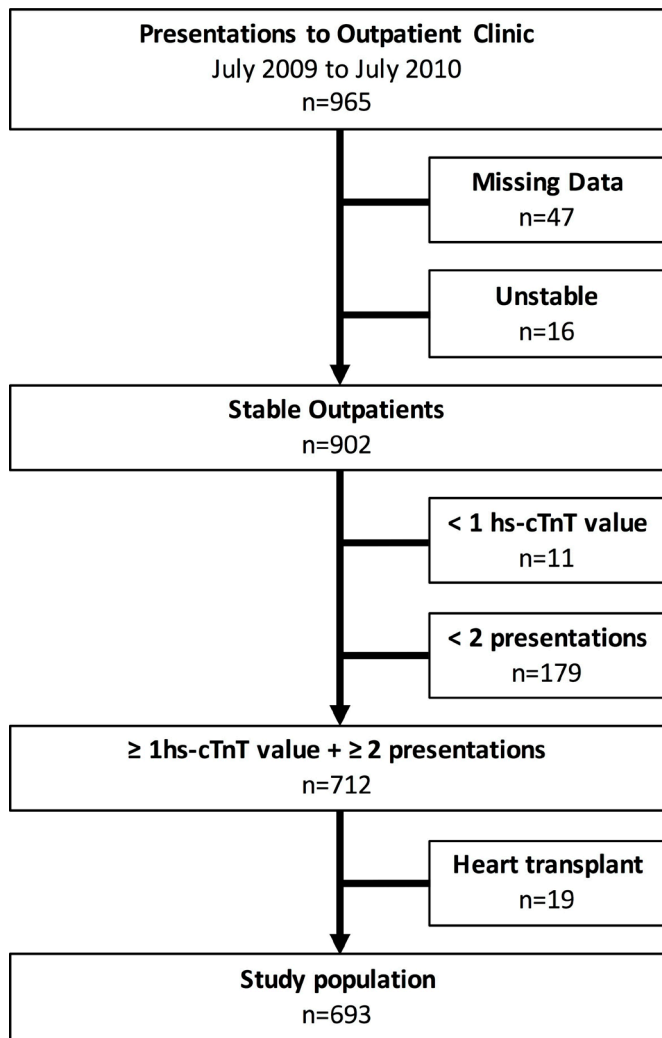 Presentations to Outpatient Clinic
July 2009 to July 2010
n=965
Missing Data
n=47
Unstable
n=16
Stable Outpatients
n=902
< 1 hs-cTnT value
n=11
< 2 presentations
n=179
≥ 1hs-cTnT value + ≥ 2 presentations
n=712
Heart transplant
n=19
Study population
n=693